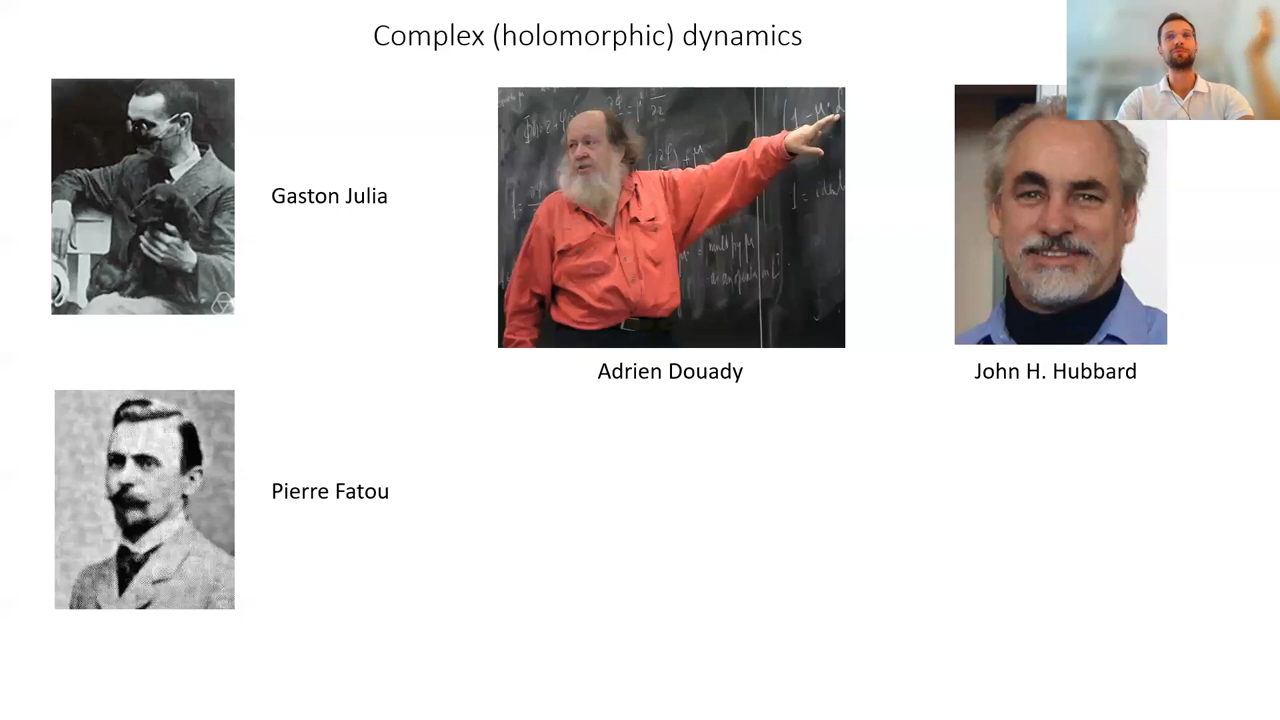 Complex (holomorphic) dynamics
Gaston Julia
Adrien Douady
John H. Hubbard
Pierre Fatou